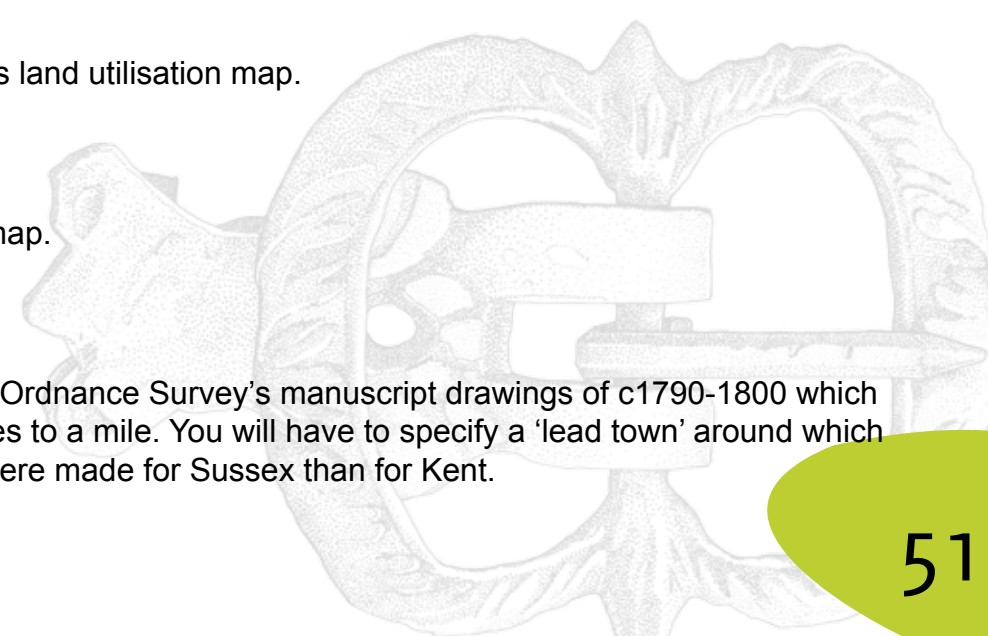 s land utilisation map.
nap.
Ordnance Survey’s manuscript drawings of c1790-1800 which
es to a mile. You will have to specify a ‘lead town’ around which
ere made for Sussex than for Kent.
51